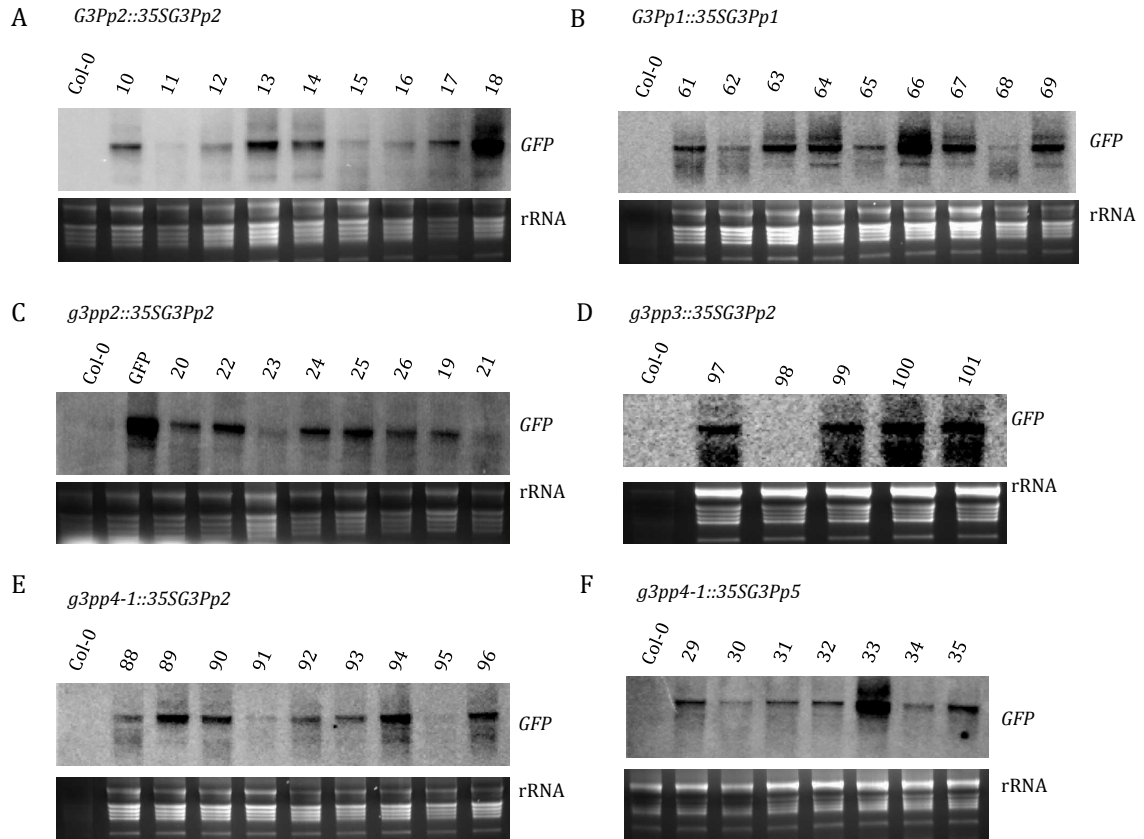 A G3Pp2::35SG3Pp2
Col-0 10 11 12 13 14 15 16 17 18
GFP
rRNA
B G3Pp1::35SG3Pp1
Col-0 61 62 63 64 65 66 67 68 69
GFP
rRNA
C g3pp2::35SG3Pp2
Col-0 GFP 20 22 23 24 25 26 19 21
GFP
rRNA
D g3pp3::35SG3Pp2
Col-0 97 98 99 100 101
GFP
rRNA
E g3pp4-1::35SG3Pp2
Col-0 88 89 90 91 92 93 94 95 96
GFP
rRNA
F g3pp4-1::35SG3Pp5
Col-0 29 30 31 32 33 34 35
GFP
rRNA